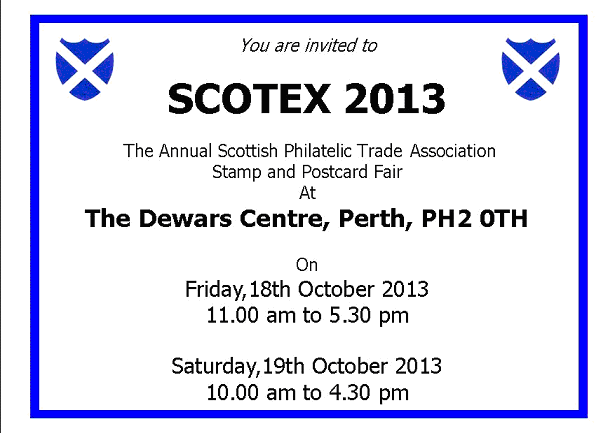 You are invited to
SCOTEX 2013
The Annual Scottish Philatelic Trade Association
Stamp and Postcard Fair
At
The Dewars Centre, Perth, PH2 0TH
On
Friday,18th October 2013
11.00 am to 5.30 pm
Saturday,19th October 2013
10.00 am to 4.30 pm